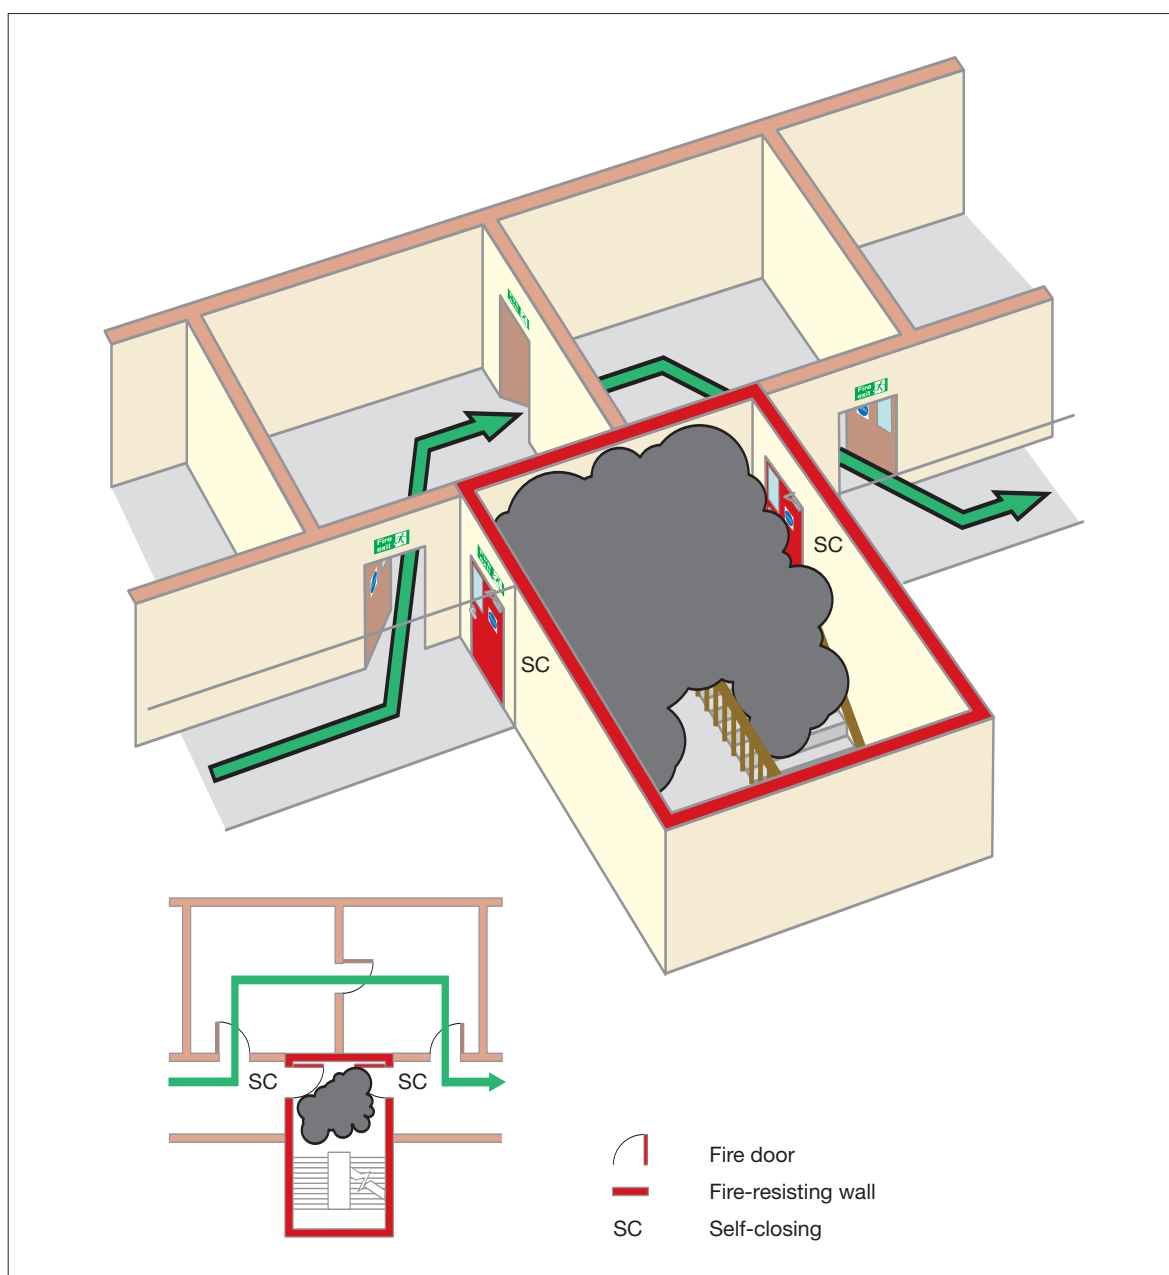 Fire
exit
Fire
exit
SC
SC
SC
SC
Fire door
Fire-resisting wall
SC
Self-closing